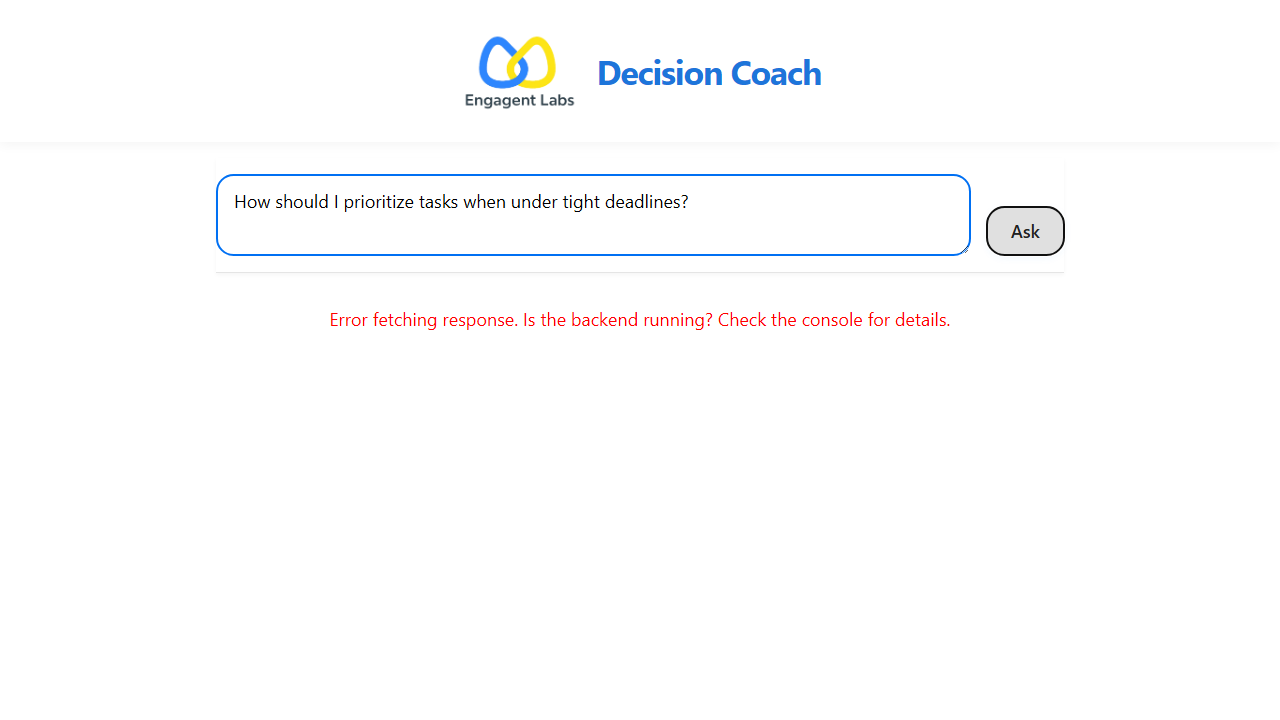 Engagent Labs
Decision Coach
How should I prioritize tasks when under tight deadlines?
Ask
Error fetching response. Is the backend running? Check the console for details.